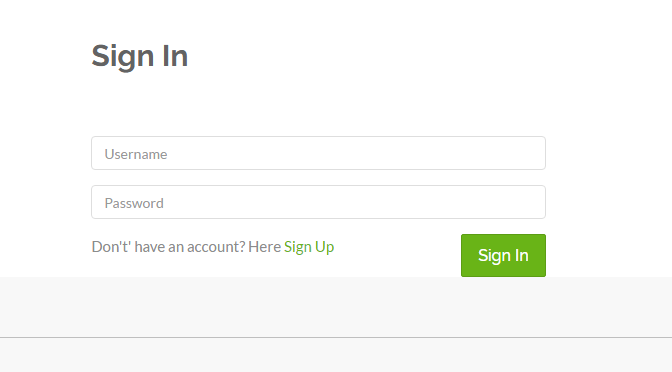 Sign In
Username
Password
Don't' have an account? Here Sign Up
Sign In